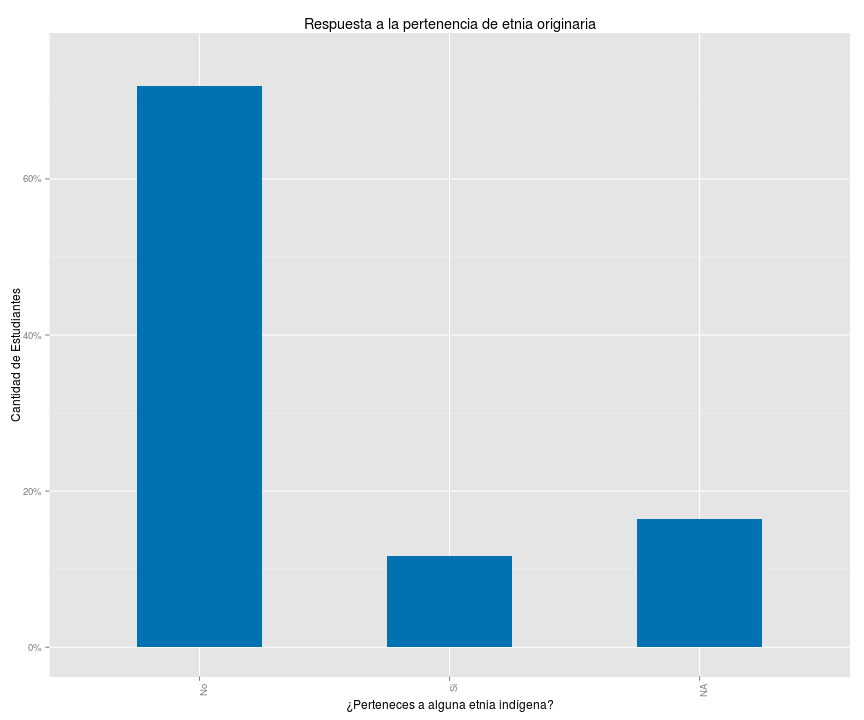 Respuesta a la pertenencia de etnia originaria
Cantidad de Estudiantes
60%
40%
20%
0%
No
Si
NA
¿Perteneces a alguna etnia indígena?